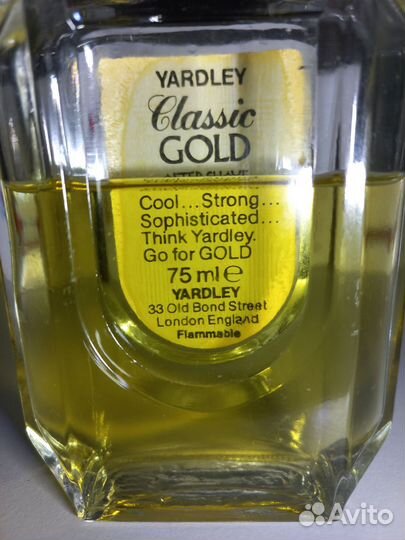 YARDLEY
Classic
GOLD
AFTER SHAVE
Cool...Strong...
Sophisticated...
Think Yardley.
Go for GOLD
75 ml ℮
YARDLEY
33 Old Bond Street
London England
Flammable
Avito